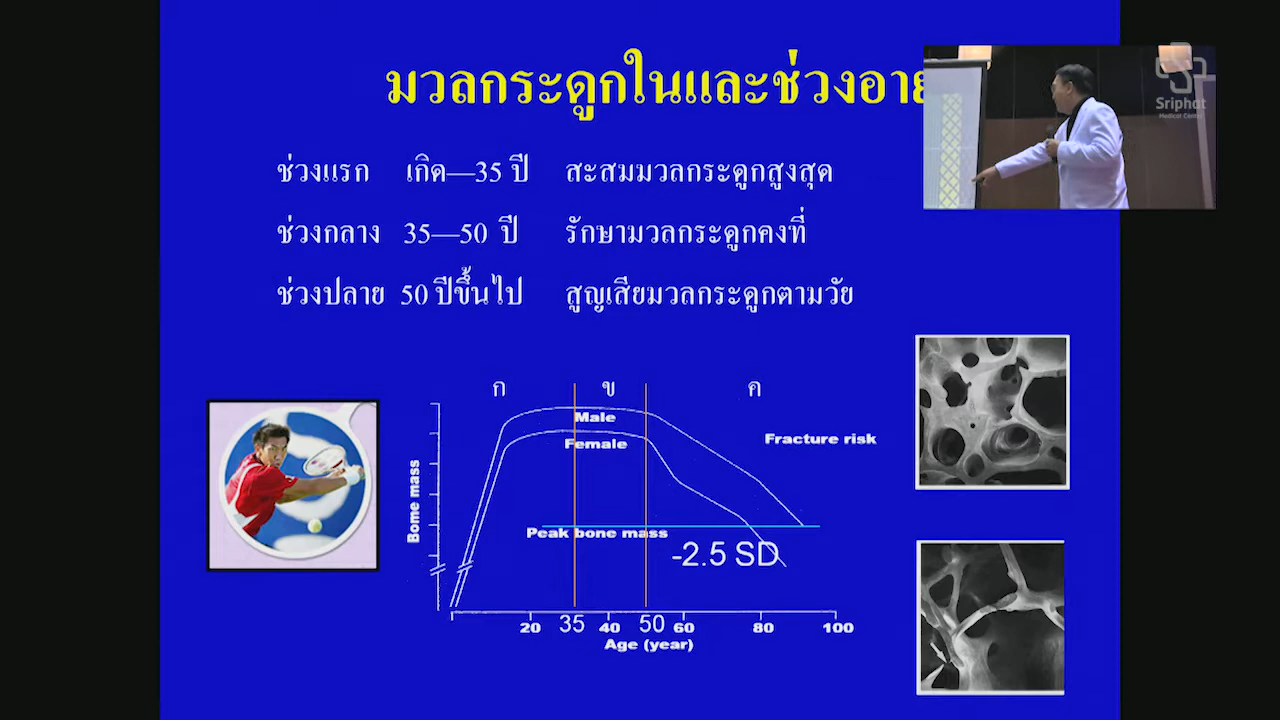 มวลกระดูกในและช่วงอา
Sriphat
Medical Center
ช่วงแรก เกิด—35 ปี สะสมมวลกระดูกสูงสุด
ช่วงกลาง 35—50 ปี รักษามวลกระดูกคงที่
ช่วงปลาย 50 ปีขึ้นไป สูญเสียมวลกระดูกตามวัย
ก ข ค
Male
Female
Fracture risk
Bome mass
Peak bone mass
-2.5 SD
20 35 40 50 60 80 100
Age (year)